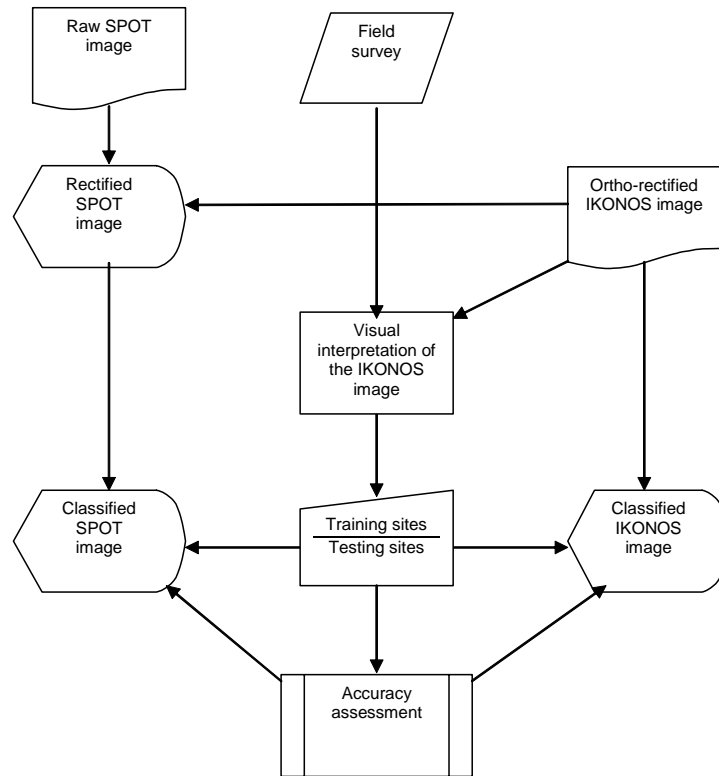 Raw SPOT
image
Field
survey
Rectified
SPOT
image
Ortho-rectified
IKONOS image
Visual
interpretation of
the IKONOS
image
Classified
SPOT
image
Training sites
Testing sites
Classified
IKONOS
image
Accuracy
assessment